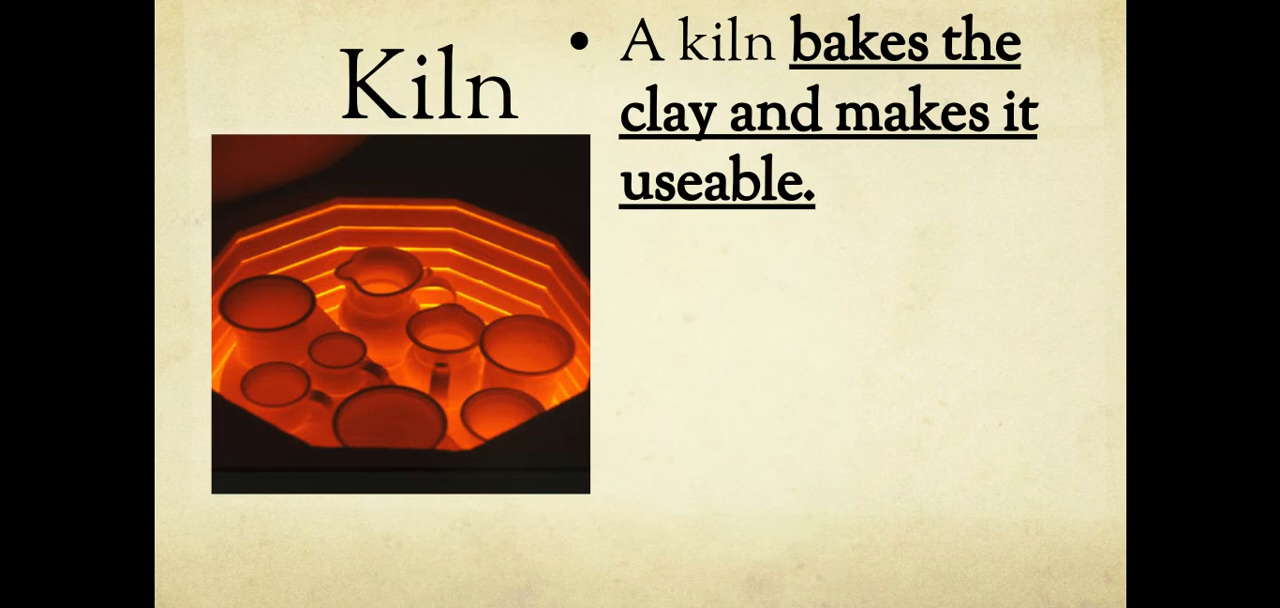 Kiln
• A kiln bakes the
clay and makes it
useable.